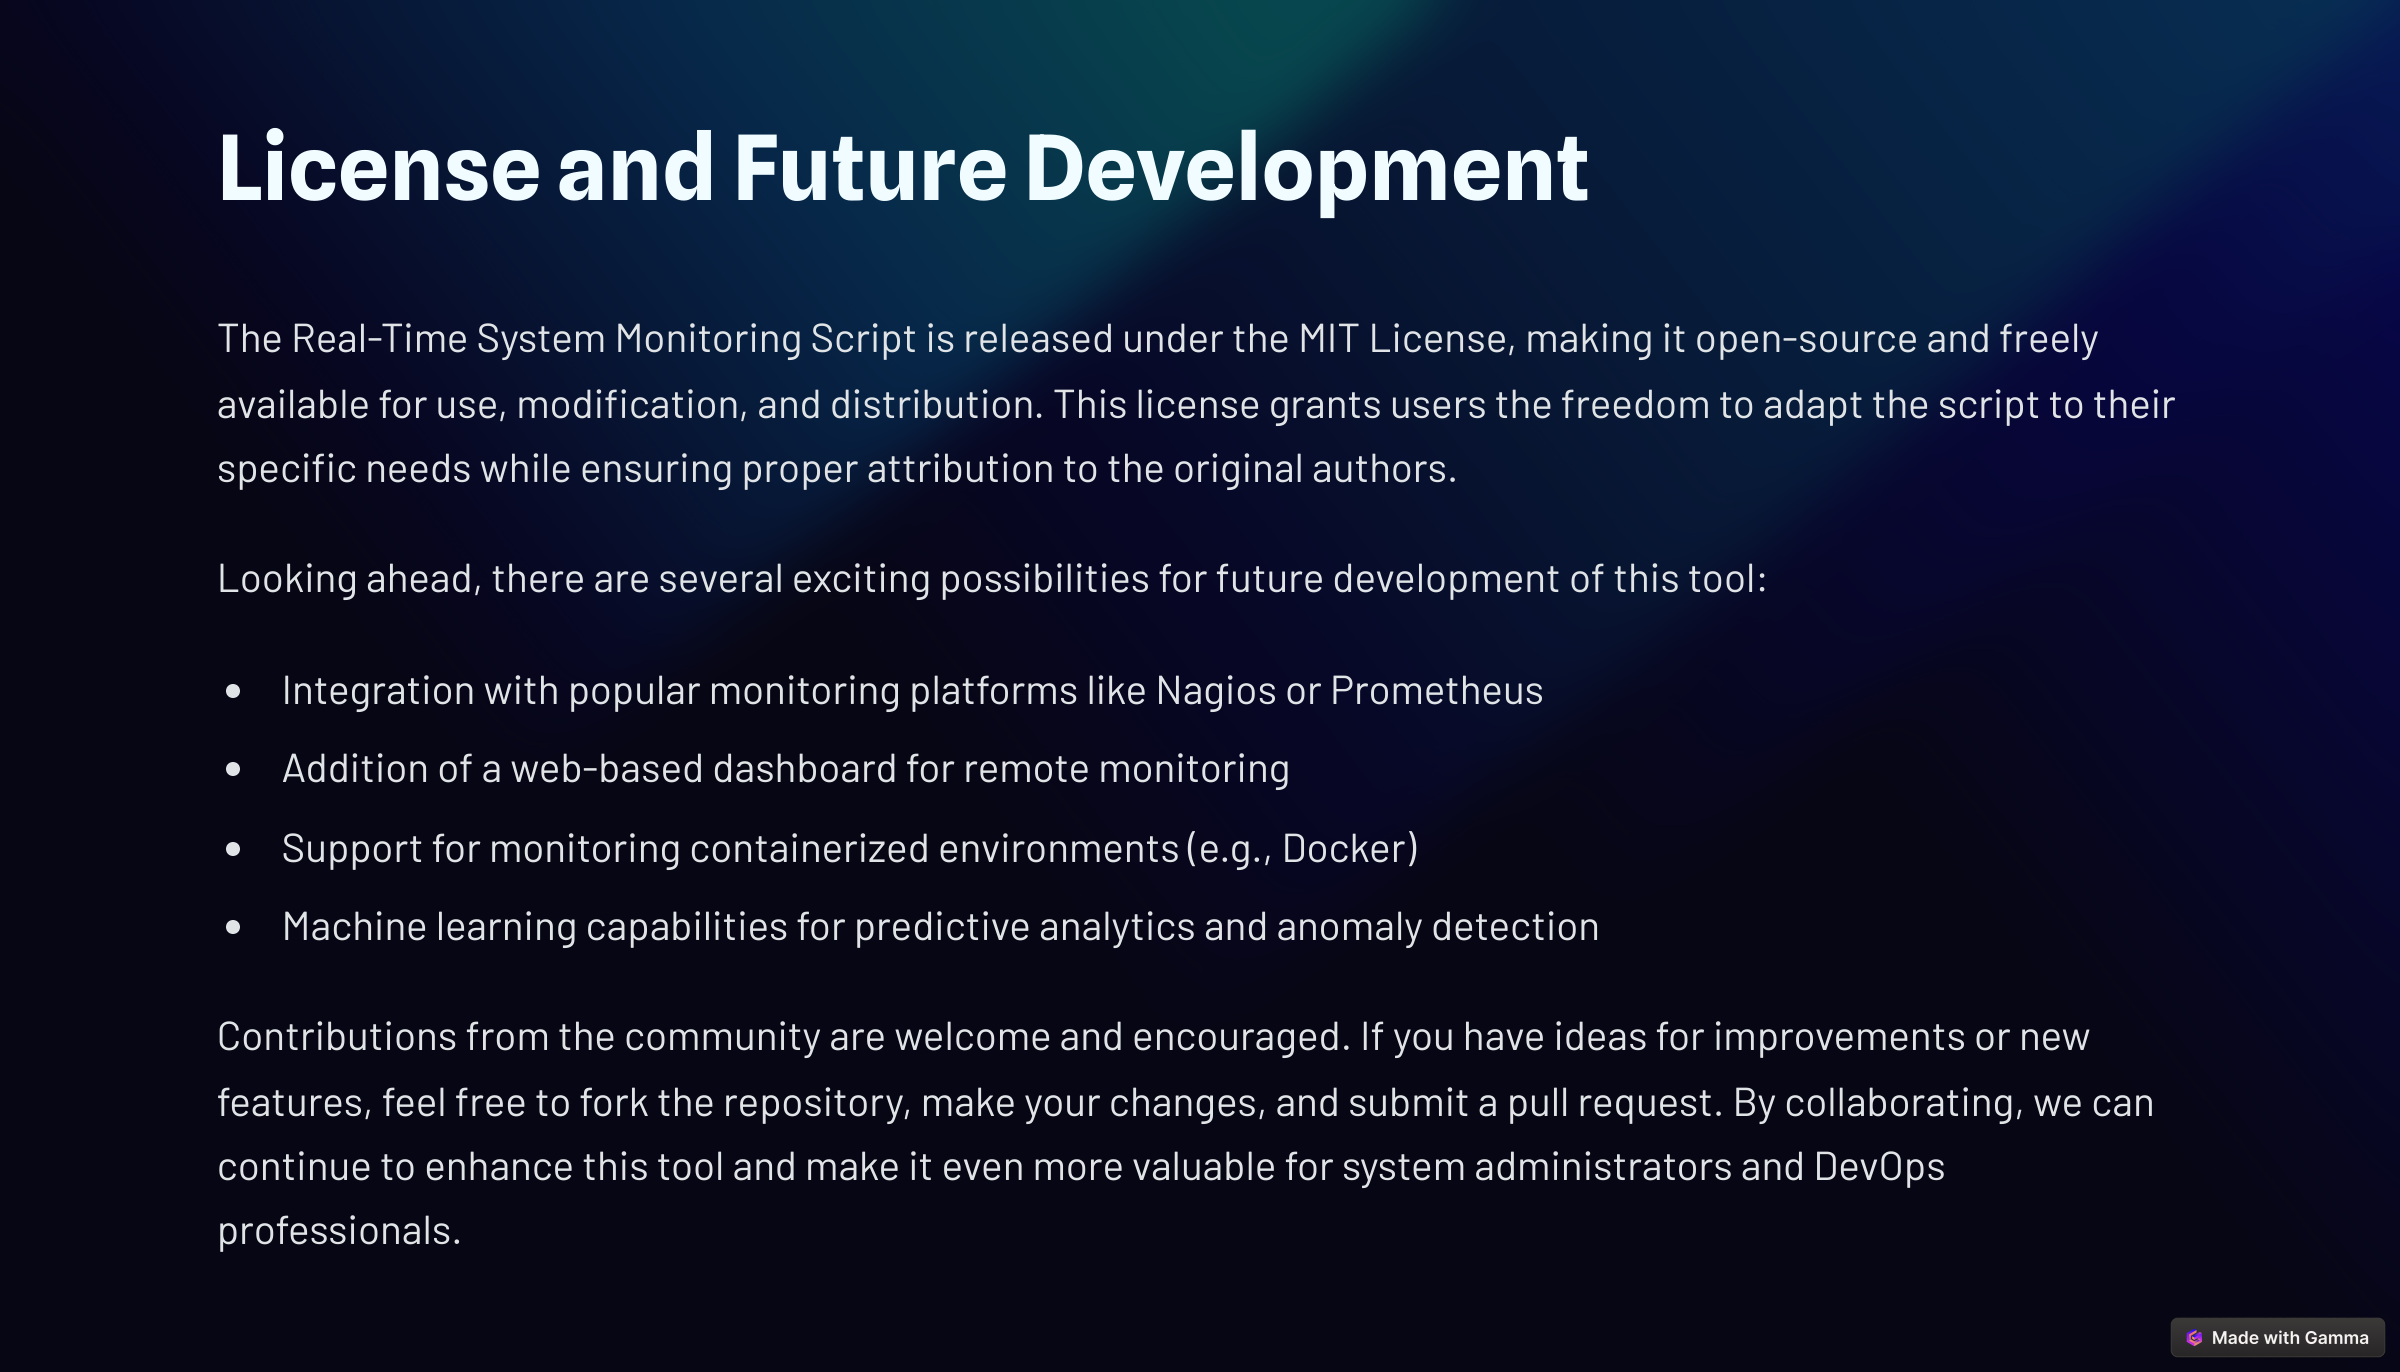 License and Future Development
The Real-Time System Monitoring Script is released under the MIT License, making it open-source and freely
available for use, modification, and distribution. This license grants users the freedom to adapt the script to their
specific needs while ensuring proper attribution to the original authors.
Looking ahead, there are several exciting possibilities for future development of this tool:
• Integration with popular monitoring platforms like Nagios or Prometheus
• Addition of a web-based dashboard for remote monitoring
• Support for monitoring containerized environments (e.g., Docker)
• Machine learning capabilities for predictive analytics and anomaly detection
Contributions from the community are welcome and encouraged. If you have ideas for improvements or new
features, feel free to fork the repository, make your changes, and submit a pull request. By collaborating, we can
continue to enhance this tool and make it even more valuable for system administrators and DevOps
professionals.
Made with Gamma